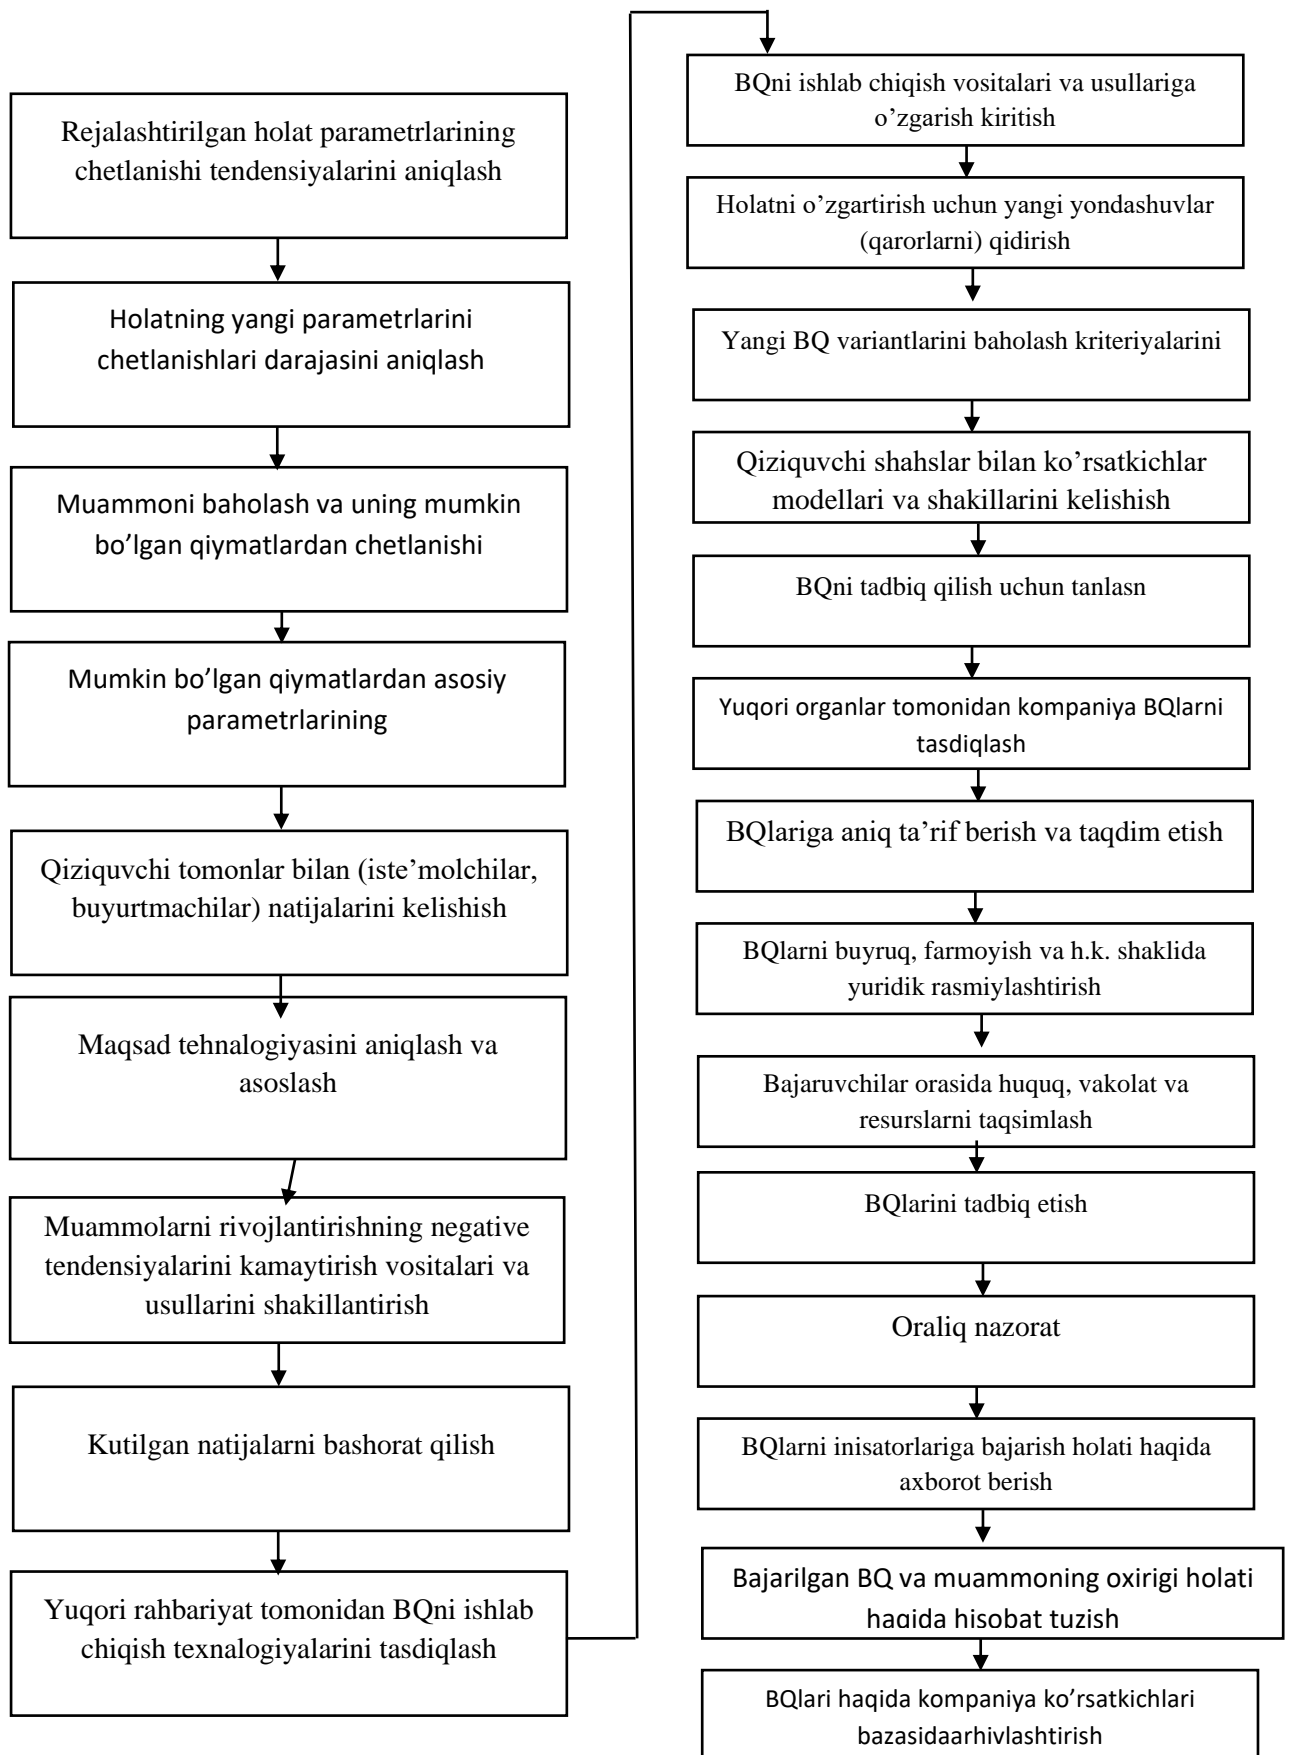 Rejalashtirilgan holat parametrlarining
chetlanishi tendensiyalarini aniqlash
Holatning yangi parametrlarini
chetlanishlari darajasini aniqlash
Muammoni baholash va uning mumkin
bo’lgan qiymatlardan chetlanishi
Mumkin bo’lgan qiymatlardan asosiy
parametrlarining
Qiziquvchi tomonlar bilan (iste’molchilar,
buyurtmachilar) natijalarini kelishish
Maqsad tehnalogiyasini aniqlash va
asoslash
Muammolarni rivojlantirishning negative
tendensiyalarini kamaytirish vositalari va
usullarini shakillantirish
Kutilgan natijalarni bashorat qilish
Yuqori rahbariyat tomonidan BQni ishlab
chiqish texnalogiyalarini tasdiqlash
BQni ishlab chiqish vositalari va usullariga
o’zgarish kiritish
Holatni o’zgartirish uchun yangi yondashuvlar
(qarorlarni) qidirish
Yangi BQ variantlarini baholash kriteriyalarini
Qiziquvchi shahslar bilan ko’rsatkichlar
modellari va shakillarini kelishish
BQni tadbiq qilish uchun tanlasn
Yuqori organlar tomonidan kompaniya BQlarni
tasdiqlash
BQlariga aniq ta’rif berish va taqdim etish
BQlarni buyruq, farmoyish va h.k. shaklida
yuridik rasmiylashtirish
Bajaruvchilar orasida huquq, vakolat va
resurslarni taqsimlash
BQlarini tadbiq etish
Oraliq nazorat
BQlarni inisatorlariga bajarish holati haqida
axborot berish
Bajarilgan BQ va muammoning oxirigi holati
haqida hisobat tuzish
BQlari haqida kompaniya ko’rsatkichlari
bazasidaarhivlashtirish